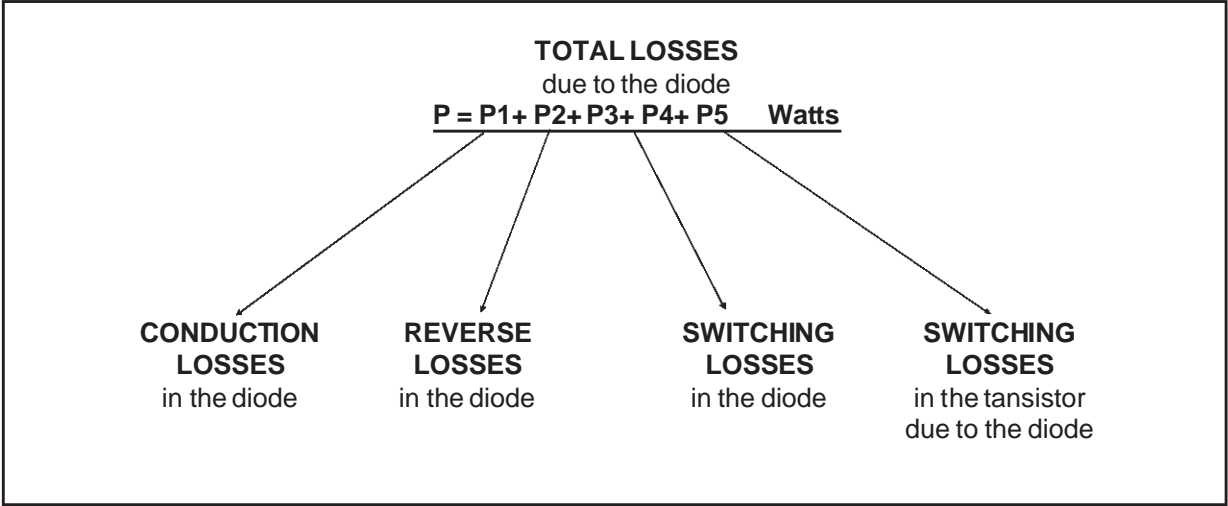 TOTAL LOSSES
due to the diode
P = P1+ P2+ P3+ P4+ P5 Watts
CONDUCTION
LOSSES
in the diode
REVERSE
LOSSES
in the diode
SWITCHING
LOSSES
in the diode
SWITCHING
LOSSES
in the tansistor
due to the diode